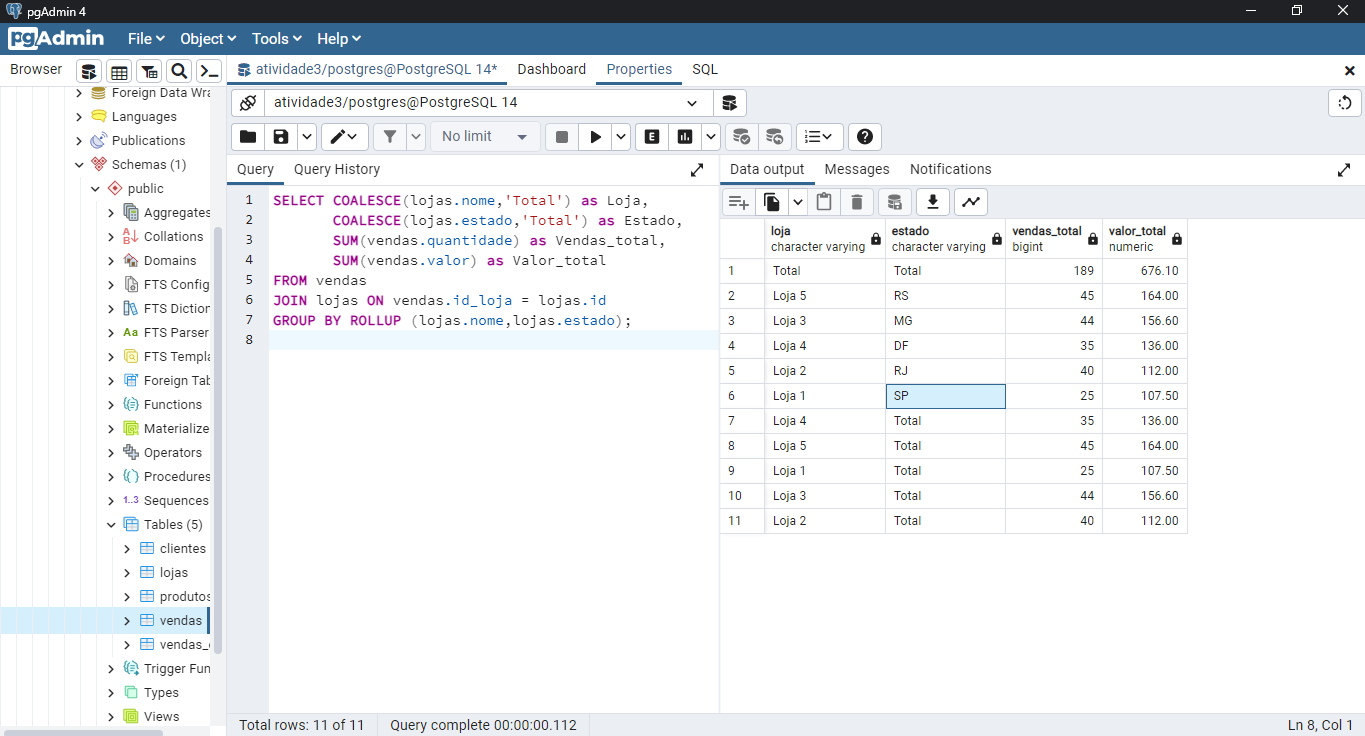 pgAdmin 4
pgAdmin File Object Tools Help
Browser
atividade3/postgres@PostgreSQL 14* Dashboard Properties SQL
Foreign Data Wra
Languages
Publications
Schemas (1)
public
Aggregates
Collations
Domains
FTS Config
FTS Diction
Aa FTS Parser
FTS Templa
Foreign Tab
Functions
Materialize
Operators
Procedures
1..3 Sequences
Tables (5)
clientes
lojas
produtos
vendas
vendas_
Trigger Fun
Types
Views
atividade3/postgres@PostgreSQL 14
No limit
E
Query Query History
1 SELECT COALESCE(lojas.nome,'Total') as Loja,
2 COALESCE(lojas.estado,'Total') as Estado,
3 SUM(vendas.quantidade) as Vendas_total,
4 SUM(vendas.valor) as Valor_total
5 FROM vendas
6 JOIN lojas ON vendas.id_loja = lojas.id
7 GROUP BY ROLLUP (lojas.nome,lojas.estado);
8
Data output Messages Notifications
loja estado vendas_total valor_total
character varying character varying bigint numeric
1 Total Total 189 676.10
2 Loja 5 RS 45 164.00
3 Loja 3 MG 44 156.60
4 Loja 4 DF 35 136.00
5 Loja 2 RJ 40 112.00
6 Loja 1 SP 25 107.50
7 Loja 4 Total 35 136.00
8 Loja 5 Total 45 164.00
9 Loja 1 Total 25 107.50
10 Loja 3 Total 44 156.60
11 Loja 2 Total 40 112.00
Total rows: 11 of 11 Query complete 00:00:00.112 Ln 8, Col 1